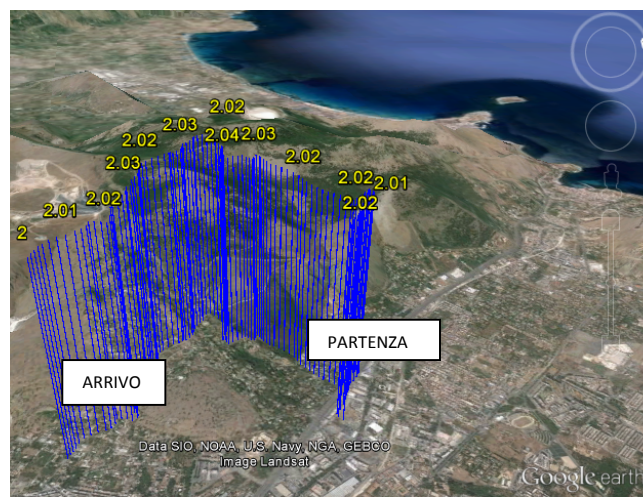 2.02
2.03
2.02
2.04
2.03
2.03
2.02
2.02
2.01
2.02
2.02
2.01
2
PARTENZA
ARRIVO
Data SIO, NOAA, U.S. Navy, NGA, GEBCO
Image Landsat
Google earth